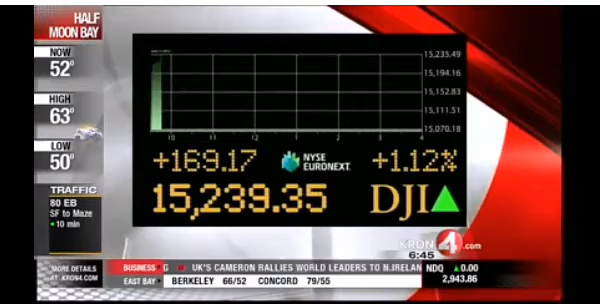 HALF
MOON BAY
NOW
52°
HIGH
63°
LOW
50°
TRAFFIC
80 EB
SF to Maze
10 min
MORE DETAILS
AT KRON4.COM
15,235.49
15,194.16
15,152.83
15,111.51
15,070.18
10 11 12 1 2 3 4
+169.17
NYSE
EURONEXT.
+1.12%
15,239.35
DJI
KRON 4 .com
6:45
BUSINESS G UK'S CAMERON RALLIES WORLD LEADERS TO N.IRELAN
NDQ 0.00
EAST BAY BERKELEY 66/52 CONCORD 79/55
2,943.86